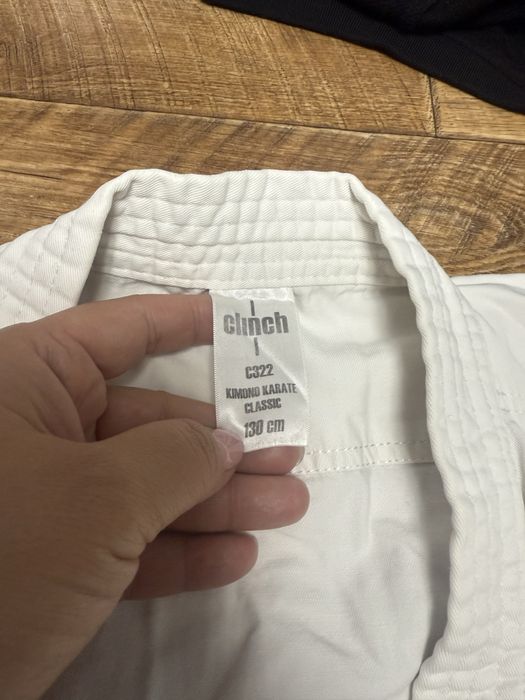 clinch
C322
KIMONO KARATE
CLASSIC
130 cm